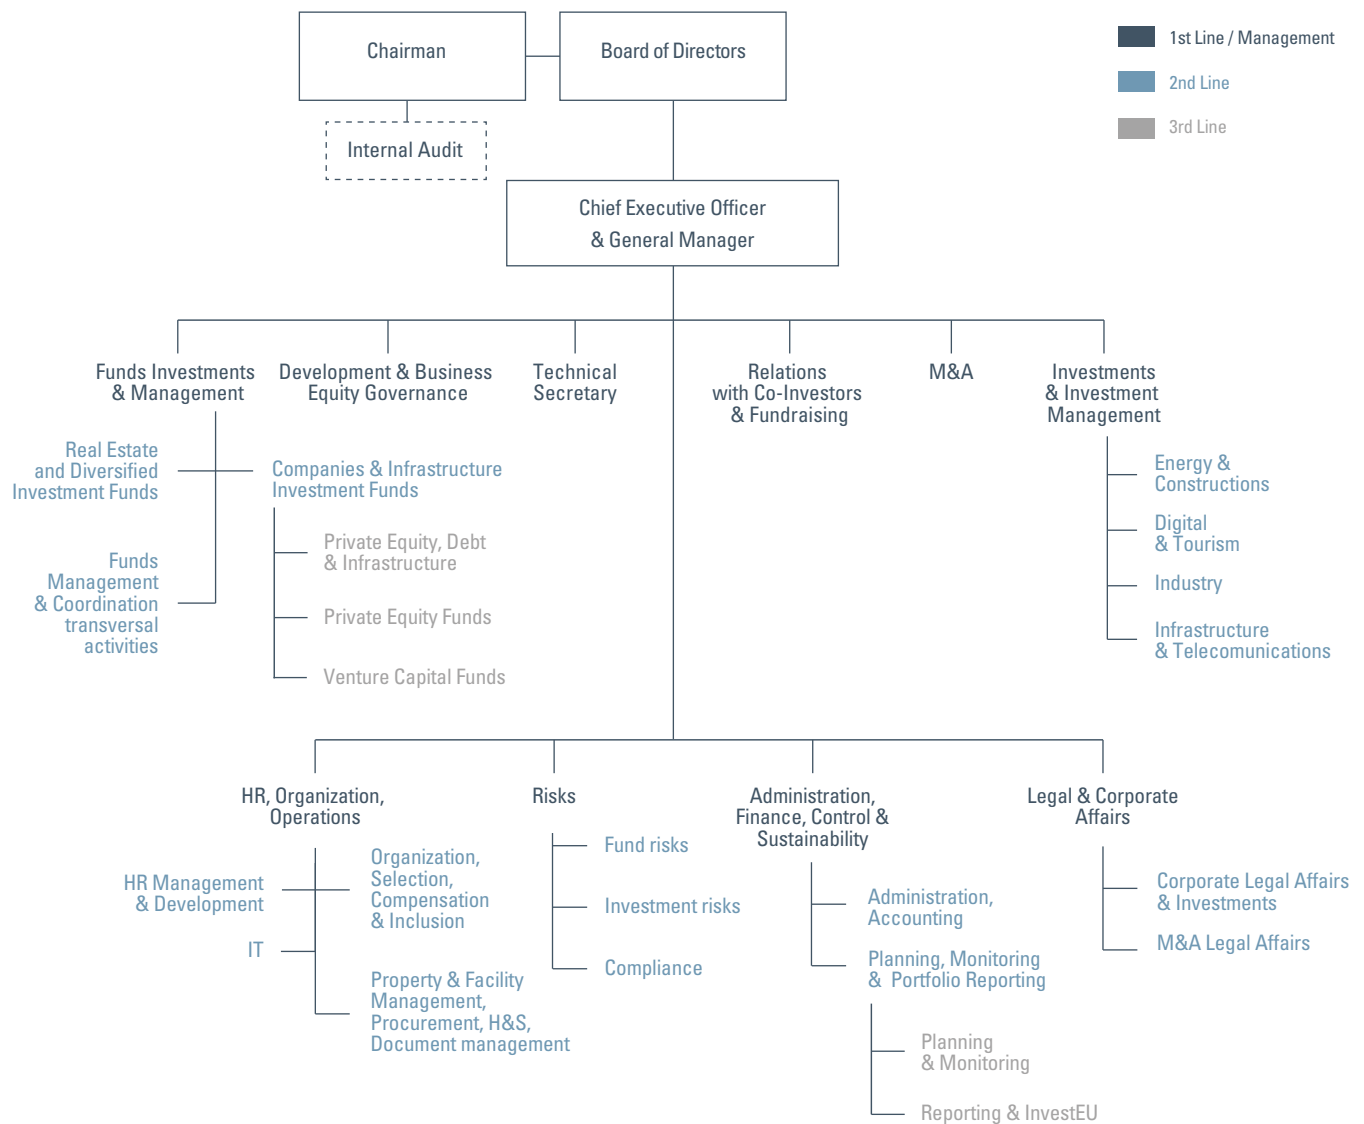 Chairman
Board of Directors
1st Line / Management
2nd Line
3rd Line
Internal Audit
Chief Executive Officer
& General Manager
Funds Investments
& Management
Development & Business
Equity Governance
Technical
Secretary
Relations
with Co-Investors
& Fundraising
M&A
Investments
& Investment
Management
Real Estate
and Diversified
Investment Funds
Companies & Infrastructure
Investment Funds
Funds
Management
& Coordination
transversal
activities
Private Equity, Debt
& Infrastructure
Private Equity Funds
Venture Capital Funds
Energy &
Constructions
Digital
& Tourism
Industry
Infrastructure
& Telecomunications
HR, Organization,
Operations
Risks
Administration,
Finance, Control &
Sustainability
Legal & Corporate
Affairs
HR Management
& Development
IT
Organization,
Selection,
Compensation
& Inclusion
Property & Facility
Management,
Procurement, H&S,
Document management
Fund risks
Investment risks
Compliance
Administration,
Accounting
Planning, Monitoring
& Portfolio Reporting
Planning
& Monitoring
Reporting & InvestEU
Corporate Legal Affairs
& Investments
M&A Legal Affairs